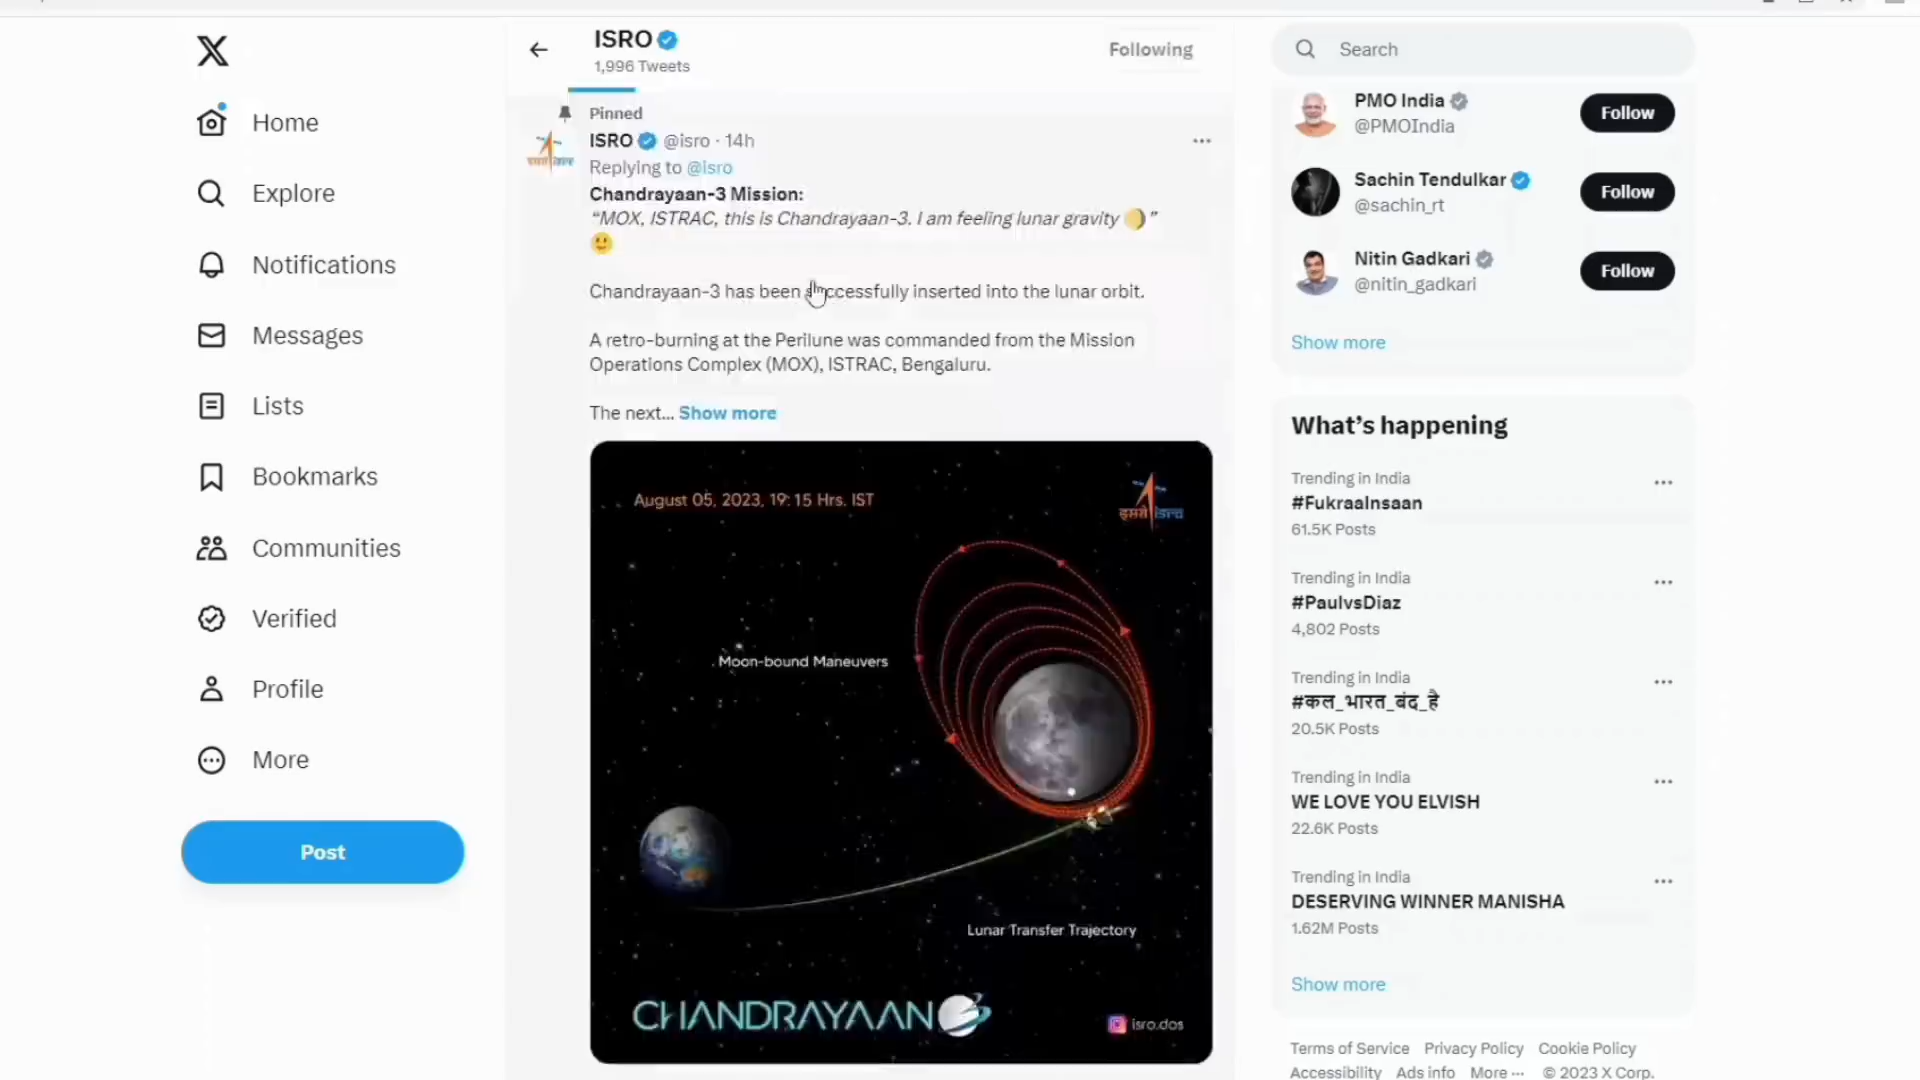 ISRO
1,996 Tweets
Following
Search
Home
Explore
Notifications
Messages
Lists
Bookmarks
Communities
Verified
Profile
More
Post
Pinned
ISRO @isro · 14h
Replying to @isro
Chandrayaan-3 Mission:
“MOX, ISTRAC, this is Chandrayaan-3. I am feeling lunar gravity 🌖”
🙂
Chandrayaan-3 has been successfully inserted into the lunar orbit.
A retro-burning at the Perilune was commanded from the Mission
Operations Complex (MOX), ISTRAC, Bengaluru.
The next... Show more
August 05, 2023, 19:15 Hrs. IST
इसरो isro
Moon-bound Maneuvers
Lunar Transfer Trajectory
CHANDRAYAAN 3
isro.dos
PMO India
@PMOIndia
Follow
Sachin Tendulkar
@sachin_rt
Follow
Nitin Gadkari
@nitin_gadkari
Follow
Show more
What’s happening
Trending in India
#FukraaInsaan
61.5K Posts
Trending in India
#PaulvsDiaz
4,802 Posts
Trending in India
#कल_भारत_बंद_है
20.5K Posts
Trending in India
WE LOVE YOU ELVISH
22.6K Posts
Trending in India
DESERVING WINNER MANISHA
1.62M Posts
Show more
Terms of Service Privacy Policy Cookie Policy
Accessibility Ads info More ··· © 2023 X Corp.